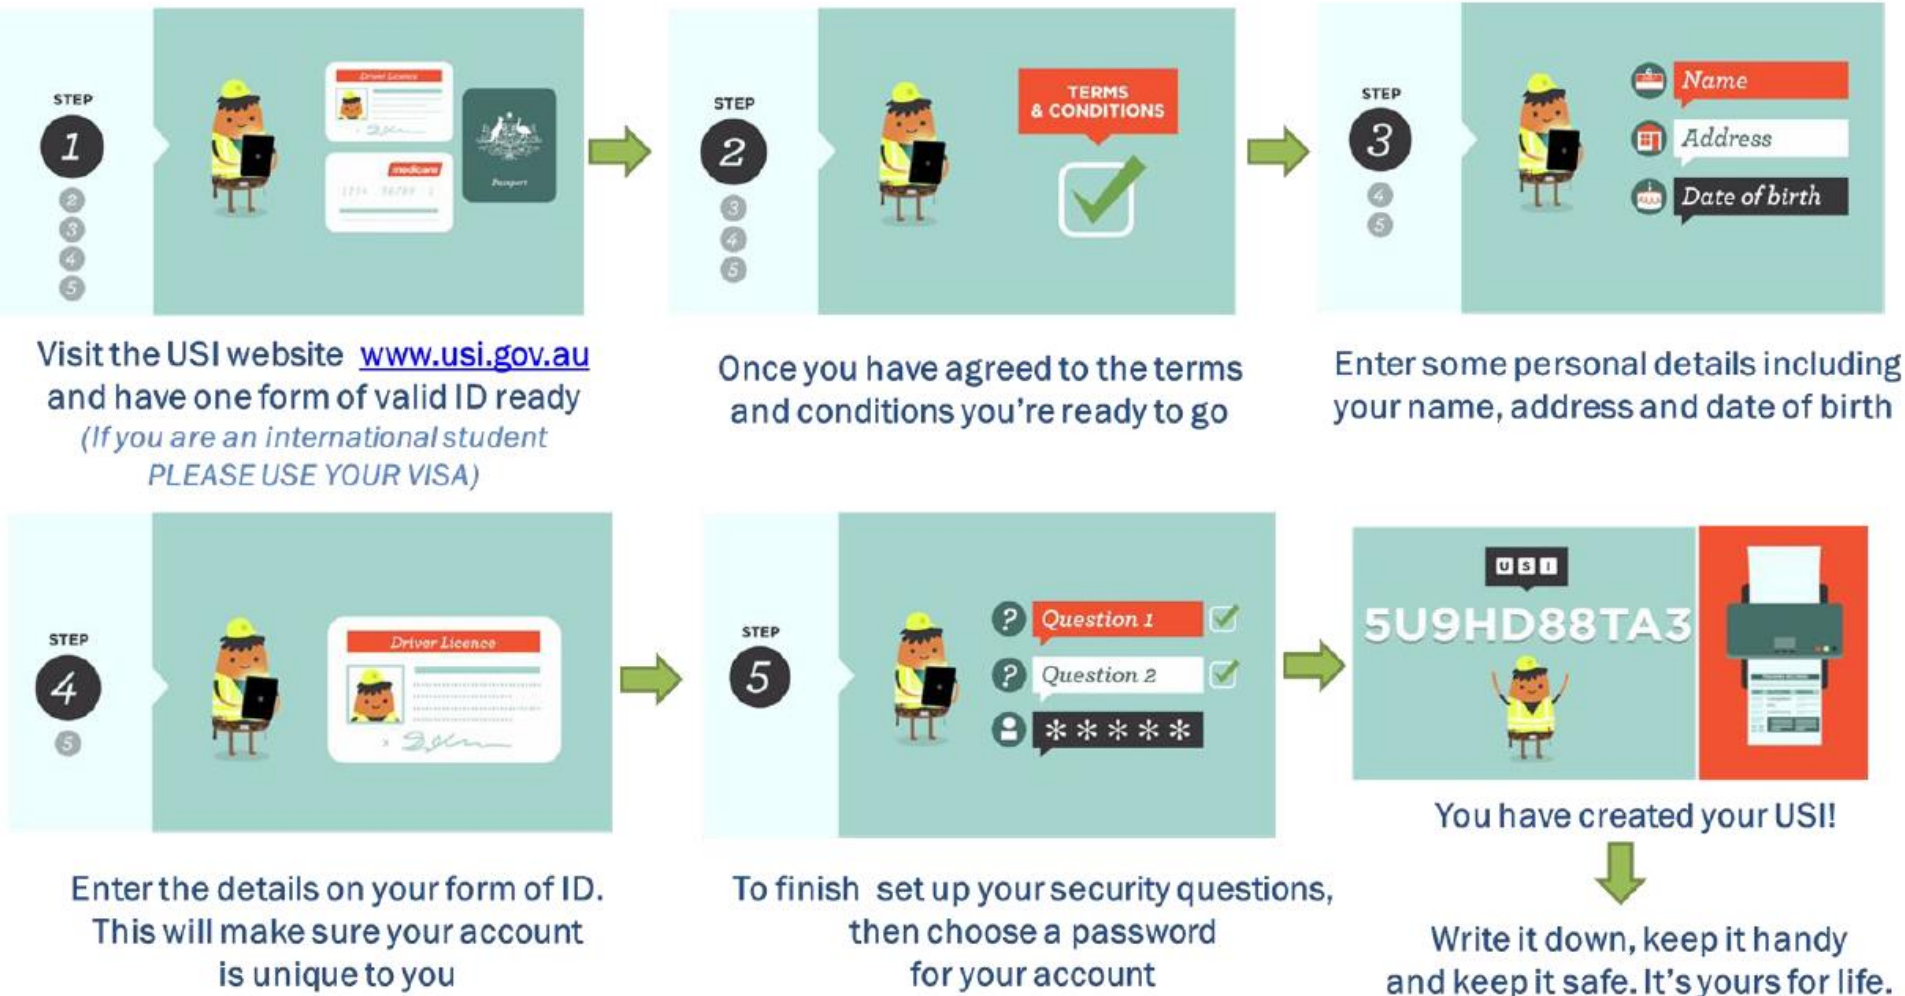 STEP
1
2
3
4
5
Driver Licence
medicare
Passport
Visit the USI website www.usi.gov.au
and have one form of valid ID ready
(If you are an international student
PLEASE USE YOUR VISA)
STEP
2
3
4
5
TERMS
& CONDITIONS
Once you have agreed to the terms
and conditions you're ready to go
STEP
3
4
5
Name
Address
Date of birth
Enter some personal details including
your name, address and date of birth
STEP
4
5
Driver Licence
Enter the details on your form of ID.
This will make sure your account
is unique to you
STEP
5
? Question 1
? Question 2
*****
To finish set up your security questions,
then choose a password
for your account
USI
5U9HD88TA3
You have created your USI!
Write it down, keep it handy
and keep it safe. It's yours for life.